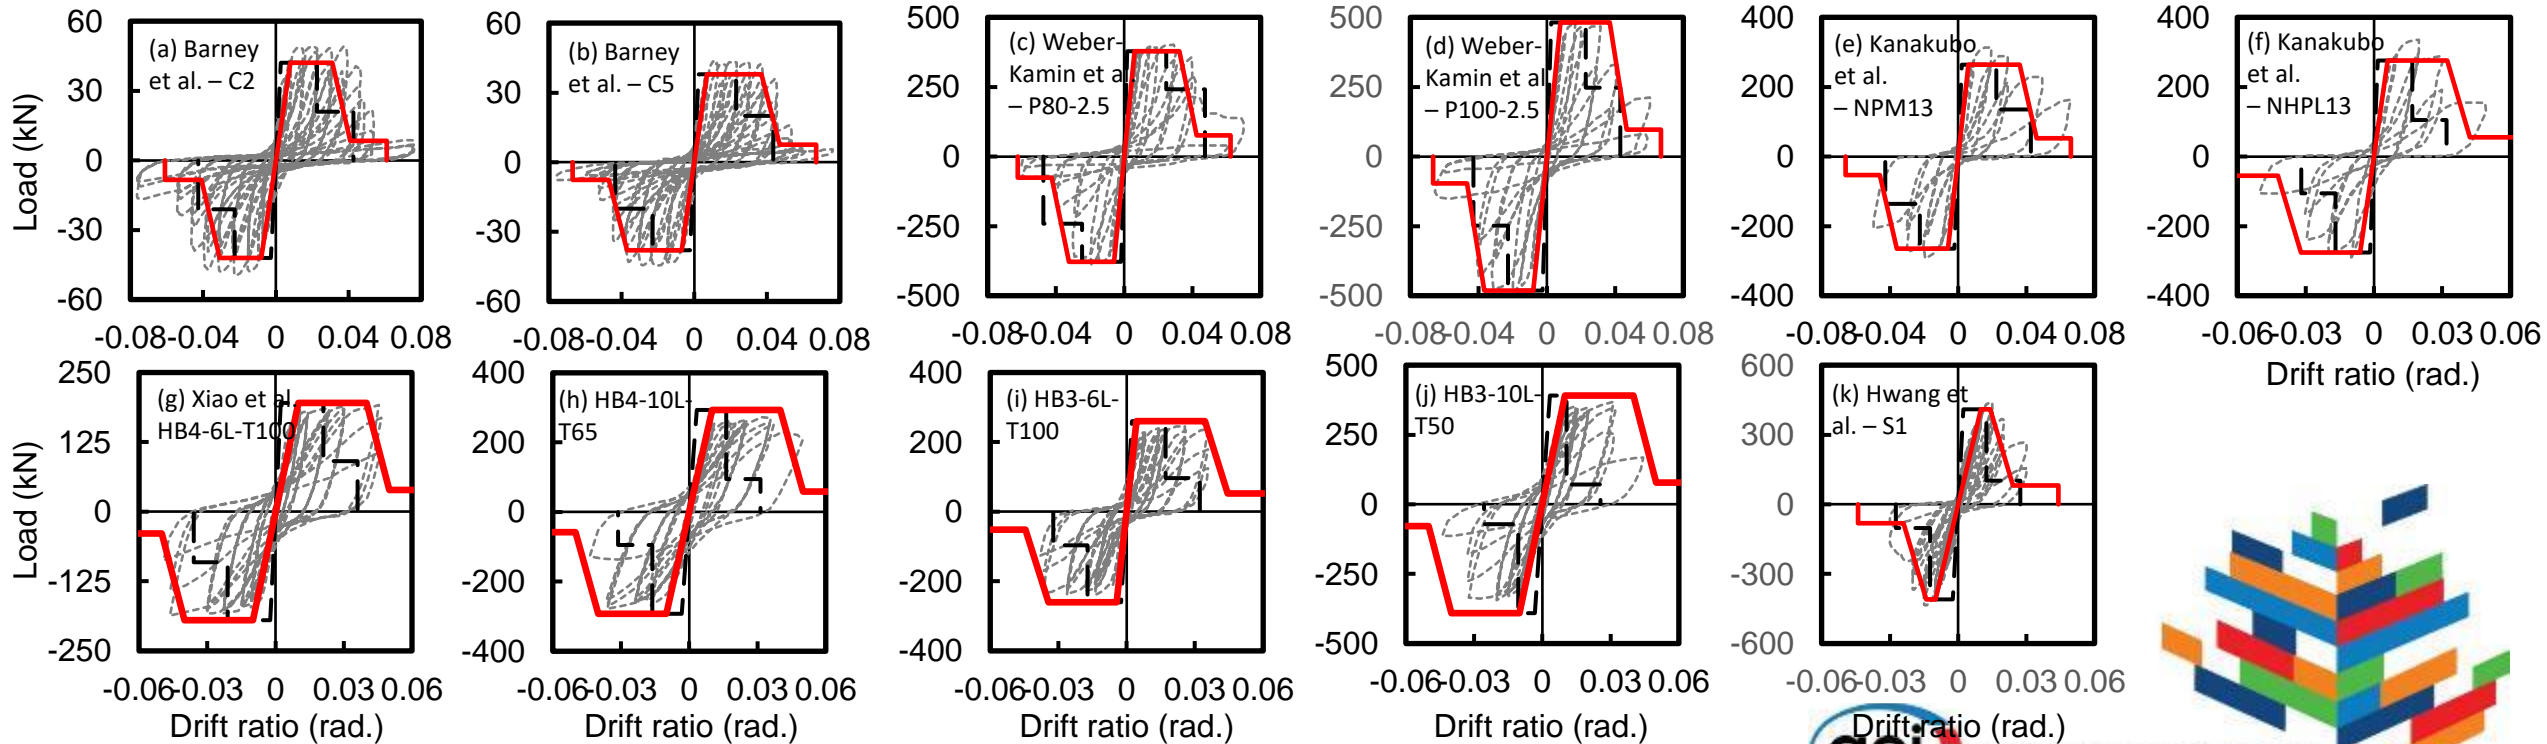 60
30
0
-30
-60
Load (kN)
(a) Barney
et al. – C2
-0.08 -0.04 0 0.04 0.08
60
30
0
-30
-60
(b) Barney
et al. – C5
-0.08 -0.04 0 0.04 0.08
500
250
0
-250
-500
(c) Weber-
Kamin et a
– P80-2.5
-0.08 -0.04 0 0.04 0.08
500
250
0
-250
-500
(d) Weber-
Kamin et al
– P100-2.5
-0.08 -0.04 0 0.04 0.08
400
200
0
-200
-400
(e) Kanakubo
et al.
– NPM13
-0.08 -0.04 0 0.04 0.08
400
200
0
-200
-400
(f) Kanakubo
et al.
– NHPL13
-0.06 -0.03 0 0.03 0.06
Drift ratio (rad.)
250
125
0
-125
-250
Load (kN)
(g) Xiao et al.
HB4-6L-T100
-0.06 -0.03 0 0.03 0.06
Drift ratio (rad.)
400
200
0
-200
-400
(h) HB4-10L-
T65
-0.06 -0.03 0 0.03 0.06
Drift ratio (rad.)
400
200
0
-200
-400
(i) HB3-6L-
T100
-0.06 -0.03 0 0.03 0.06
Drift ratio (rad.)
500
250
0
-250
-500
(j) HB3-10L-
T50
-0.06 -0.03 0 0.03 0.06
Drift ratio (rad.)
600
300
0
-300
-600
(k) Hwang et
al. – S1
-0.06 -0.03 0 0.03 0.06
Drift ratio (rad.)